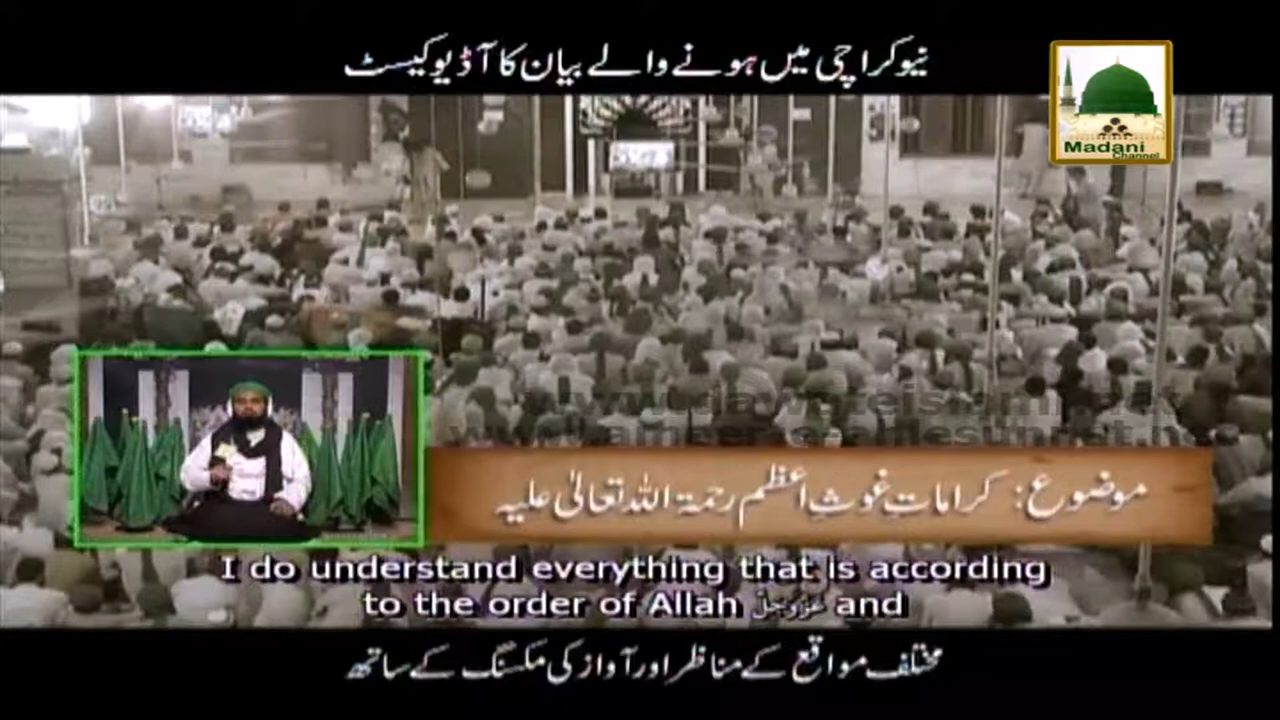 نیو کراچی میں ہونے والے بیان کا آڈیو کیسٹ
Madani
Channel
موضوع: کراماتِ غوثِ اعظم رحمۃ اللہ تعالیٰ علیہ
I do understand everything that is according
to the order of Allah عَزَّوَجَلَّ and
مختلف مواقع کے مناظر اور آواز کی مکسنگ کے ساتھ